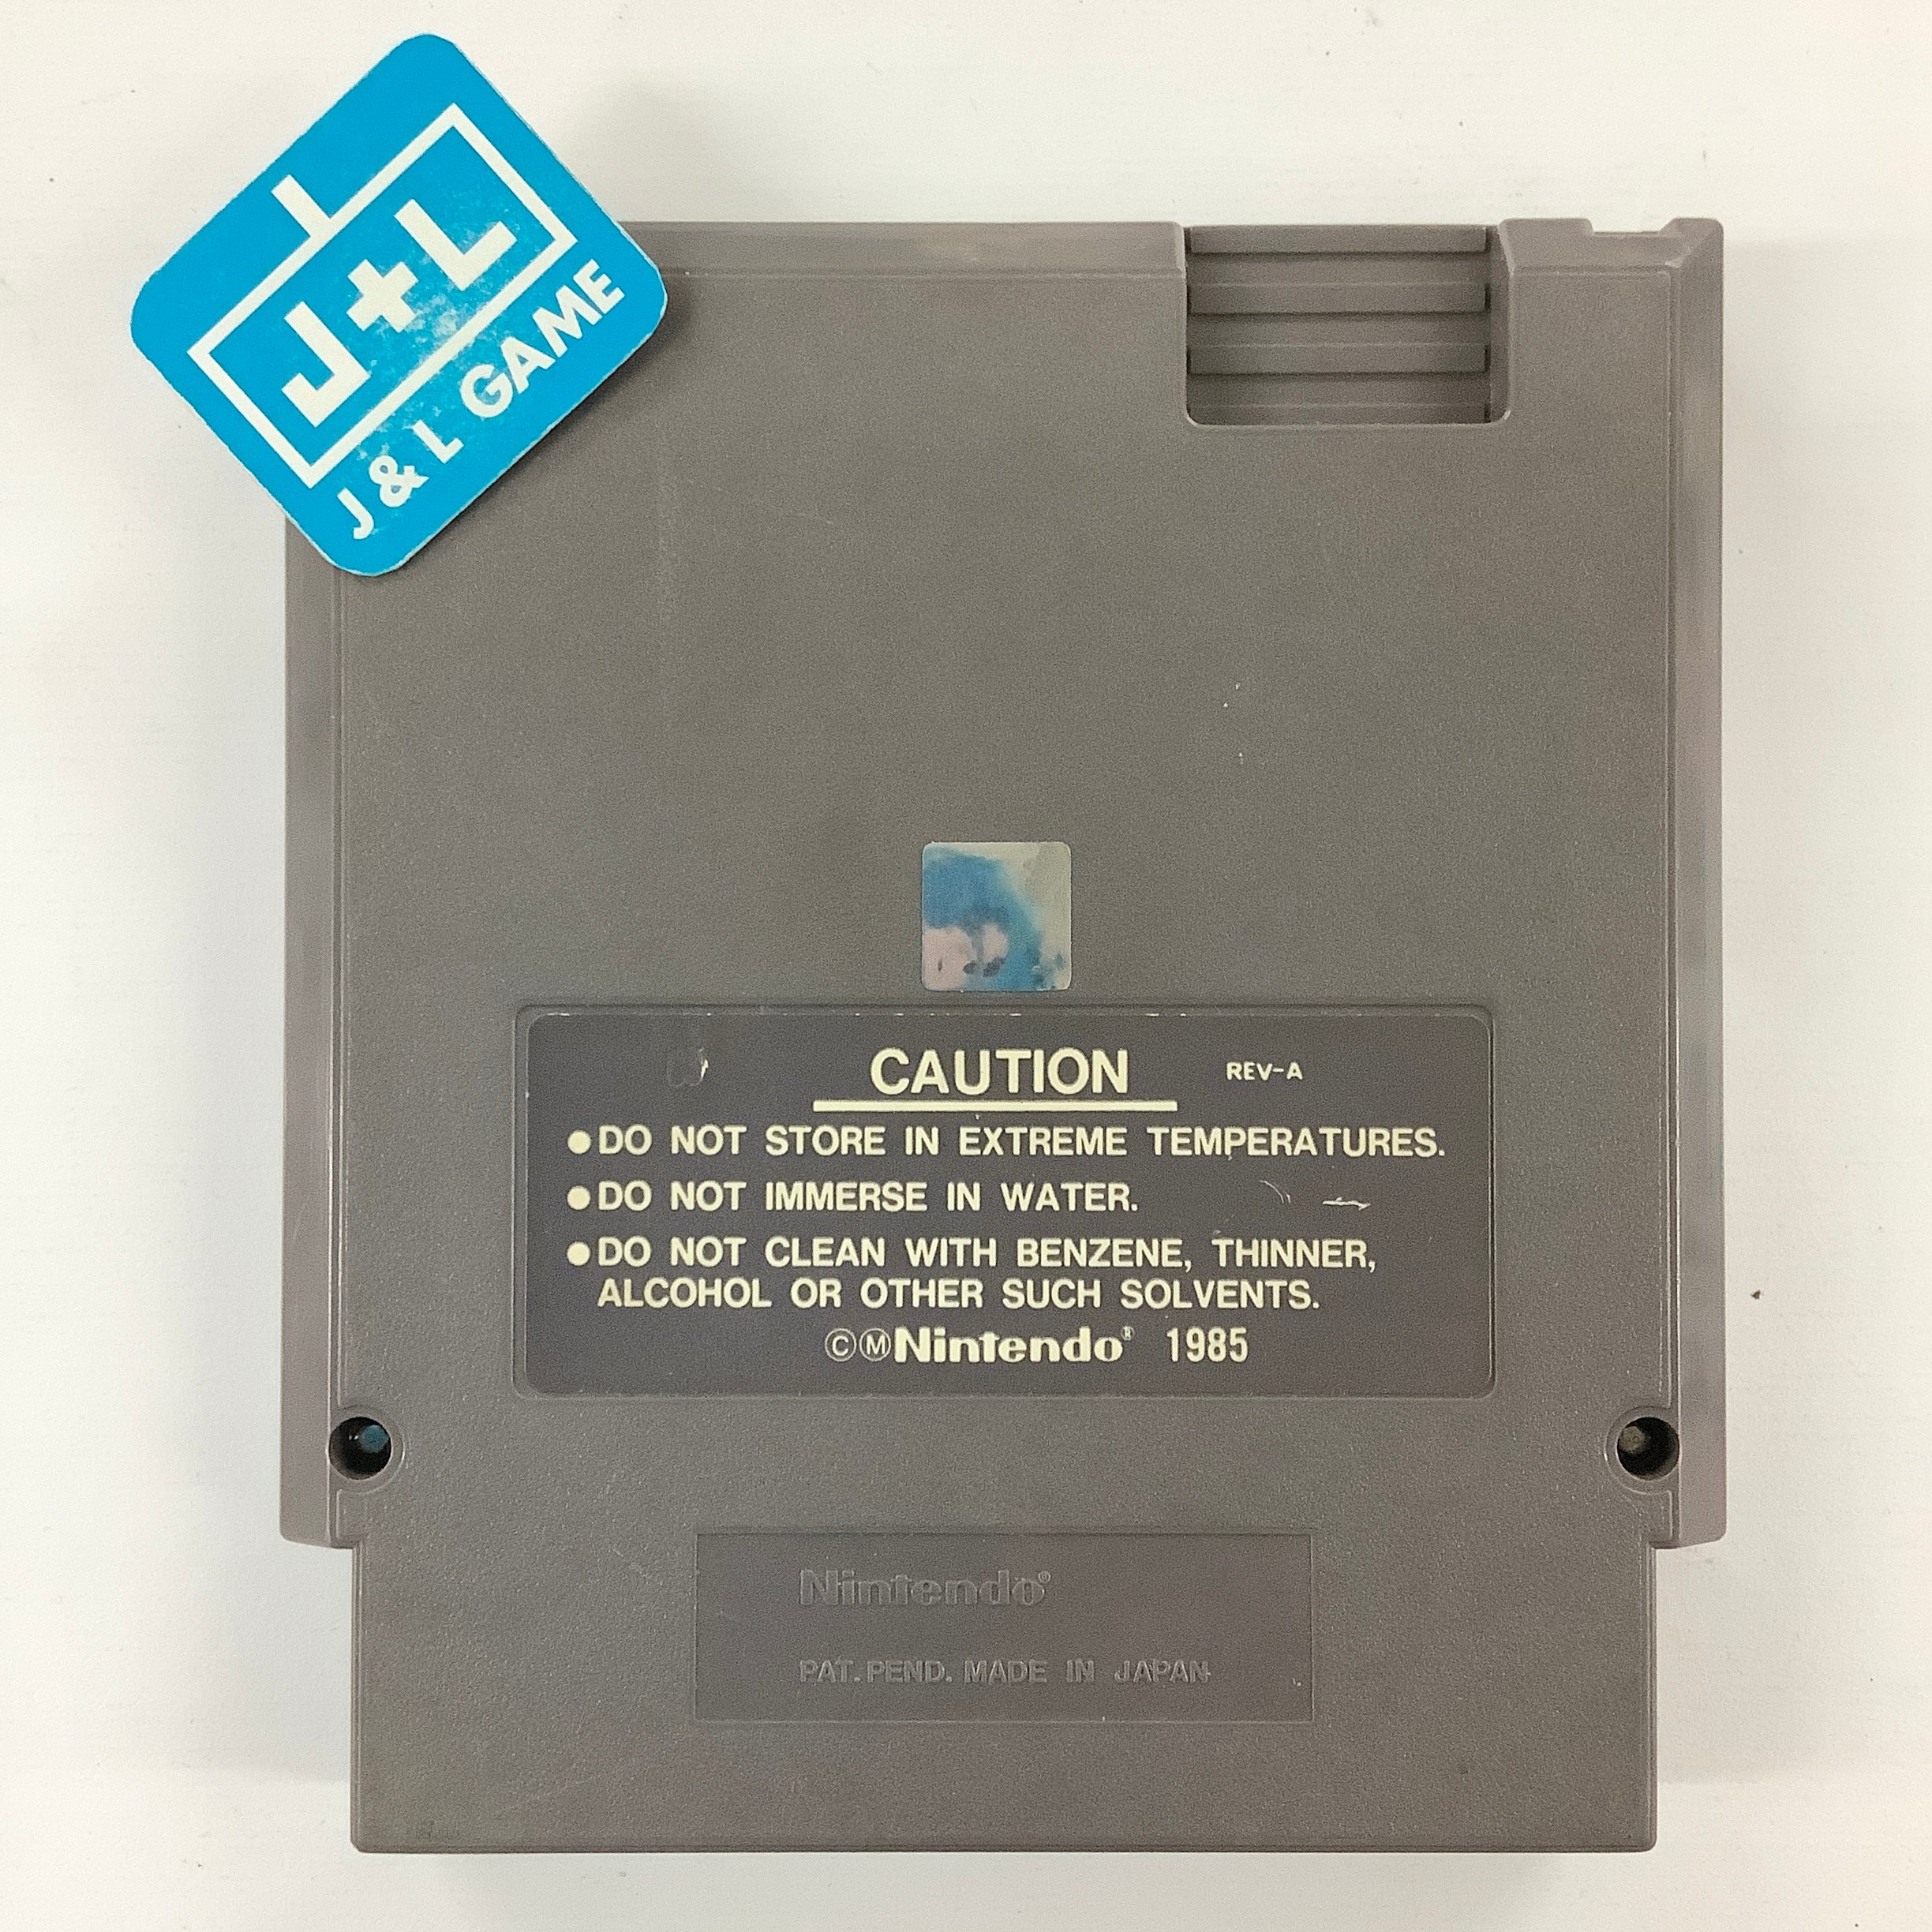 J+L
J & L GAME
CAUTION REV-A
●DO NOT STORE IN EXTREME TEMPERATURES.
●DO NOT IMMERSE IN WATER.
●DO NOT CLEAN WITH BENZENE, THINNER,
ALCOHOL OR OTHER SUCH SOLVENTS.
©ⓂNintendo® 1985
Nintendo®
PAT. PEND. MADE IN JAPAN